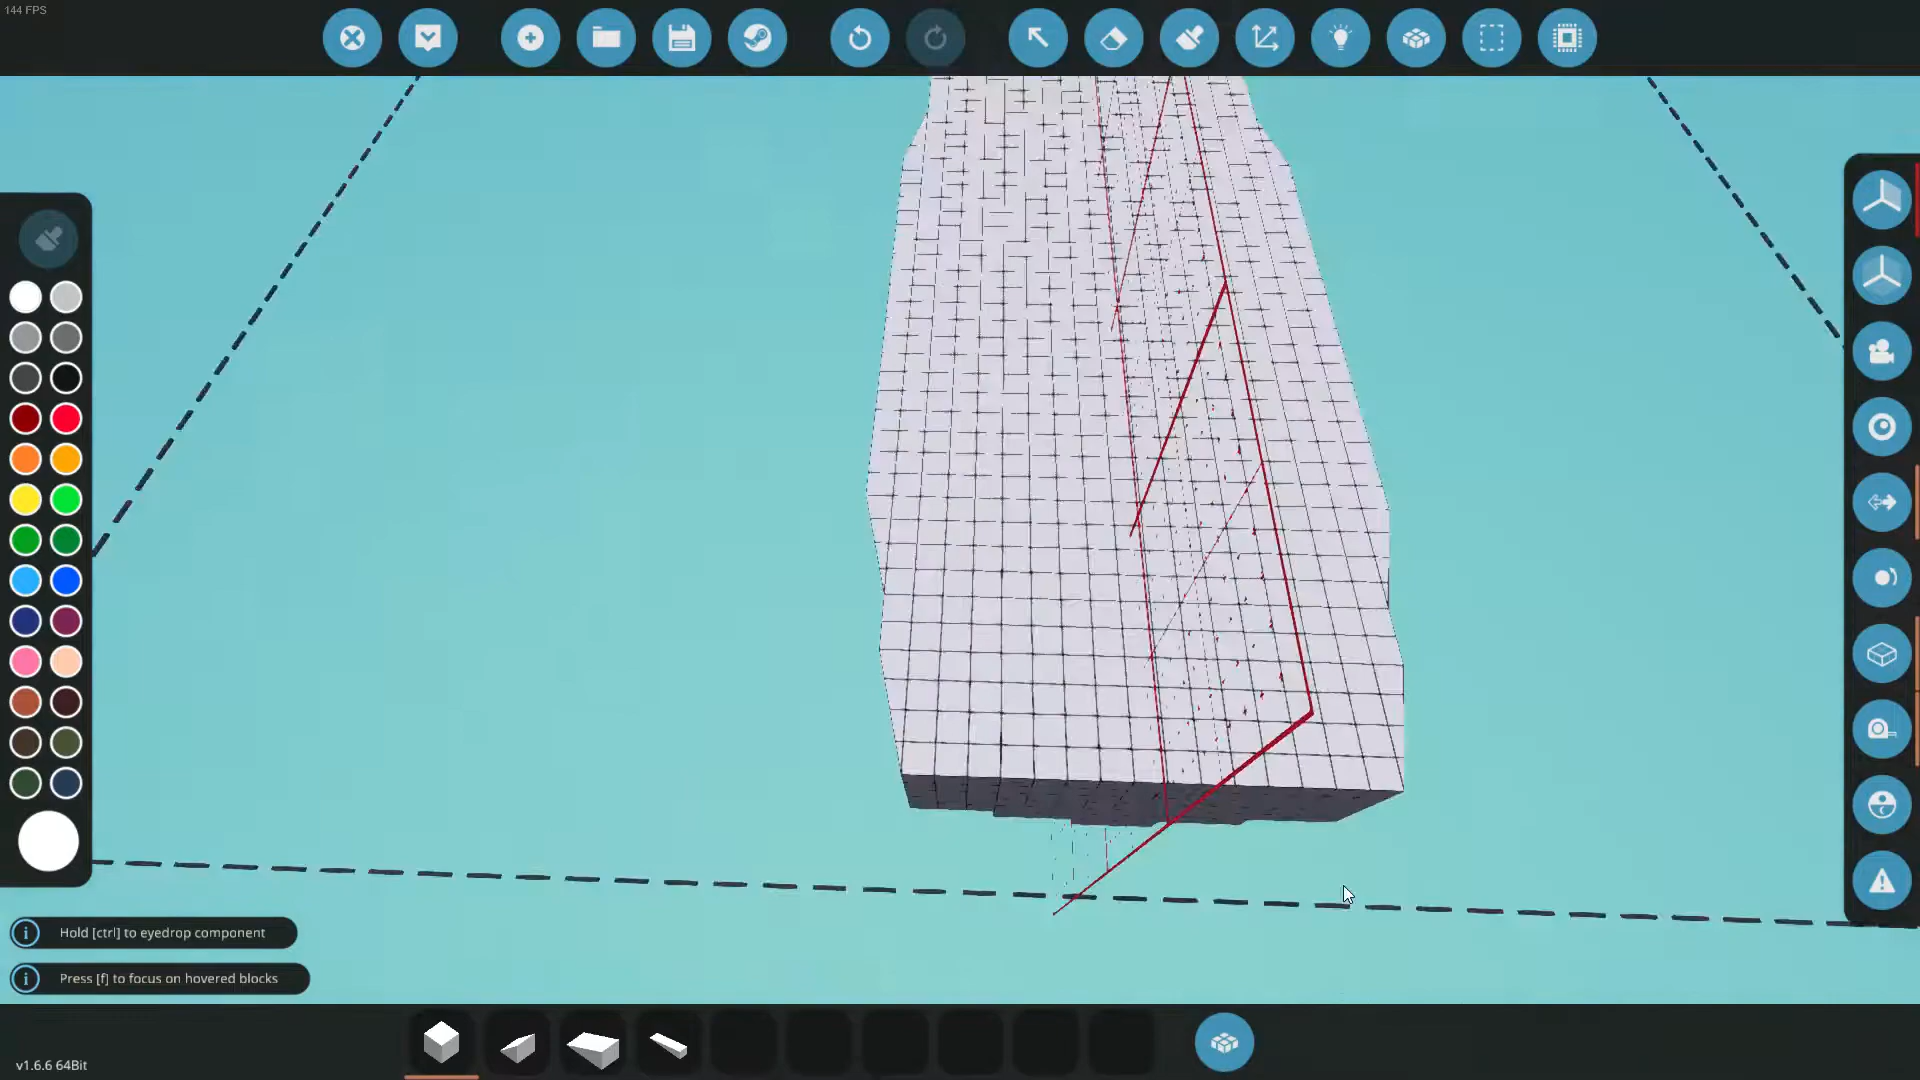 144 FPS
Hold [ctrl] to eyedrop component
Press [f] to focus on hovered blocks
v1.6.6 64Bit